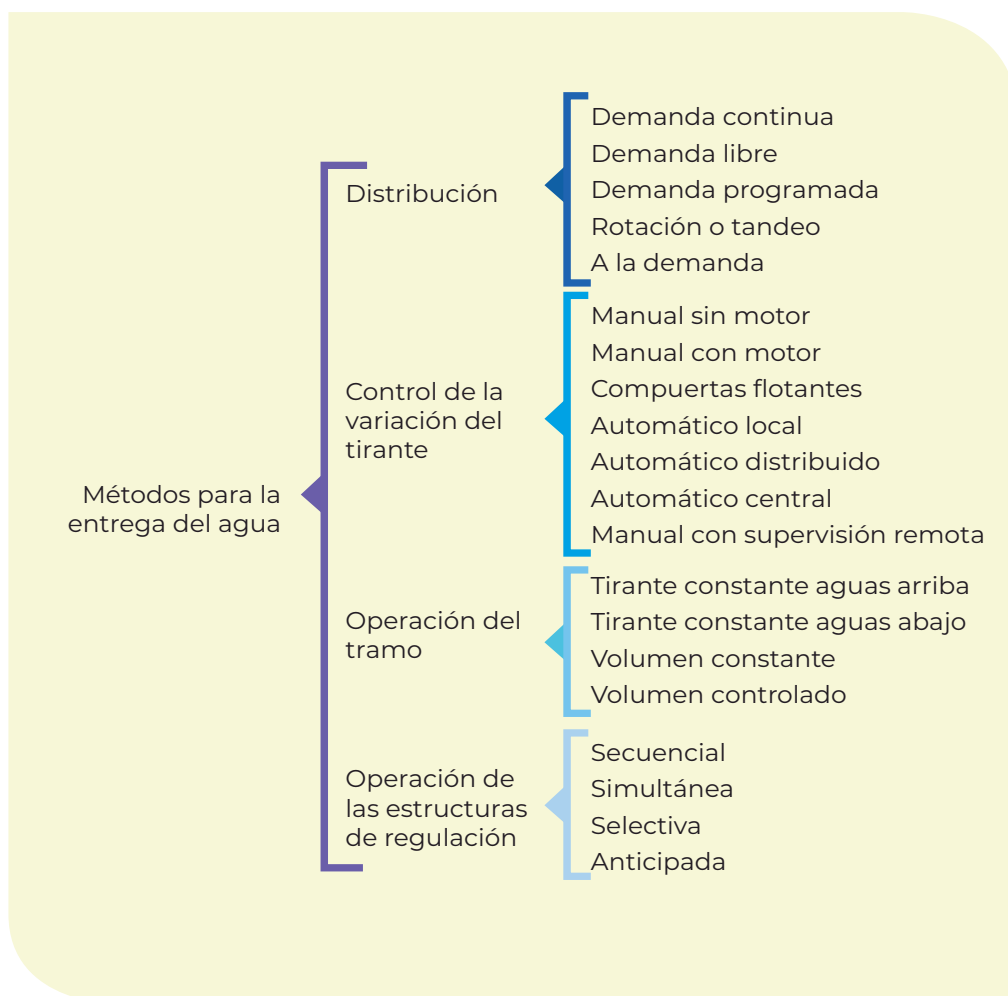 Métodos para la
entrega del agua
Distribución
Demanda continua
Demanda libre
Demanda programada
Rotación o tandeo
A la demanda
Control de la
variación del
tirante
Manual sin motor
Manual con motor
Compuertas flotantes
Automático local
Automático distribuido
Automático central
Manual con supervisión remota
Operación del
tramo
Tirante constante aguas arriba
Tirante constante aguas abajo
Volumen constante
Volumen controlado
Operación de
las estructuras
de regulación
Secuencial
Simultánea
Selectiva
Anticipada